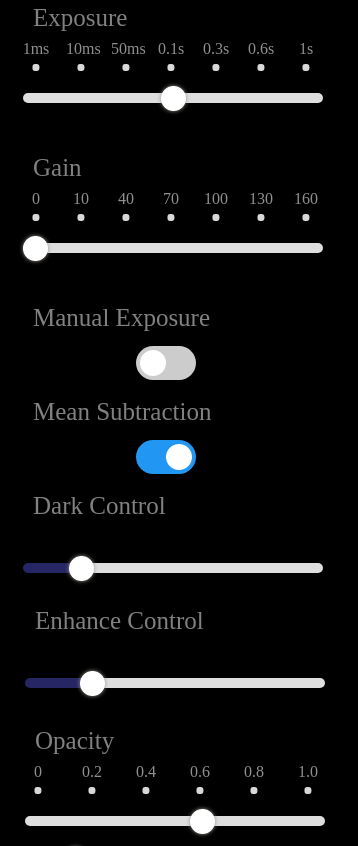 Exposure
1ms 10ms 50ms 0.1s 0.3s 0.6s 1s
Gain
0 10 40 70 100 130 160
Manual Exposure
Mean Subtraction
Dark Control
Enhance Control
Opacity
0 0.2 0.4 0.6 0.8 1.0